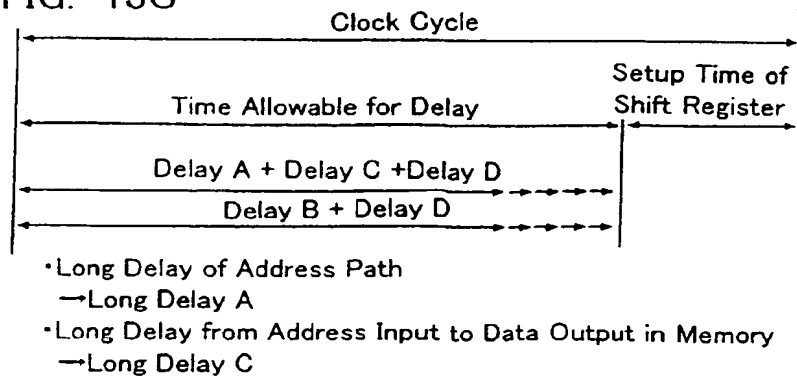 Clock Cycle
Setup Time of
Time Allowable for Delay Shift Register
Delay A + Delay C +Delay D
Delay B + Delay D
・Long Delay of Address Path
→Long Delay A
・Long Delay from Address Input to Data Output in Memory
→Long Delay C